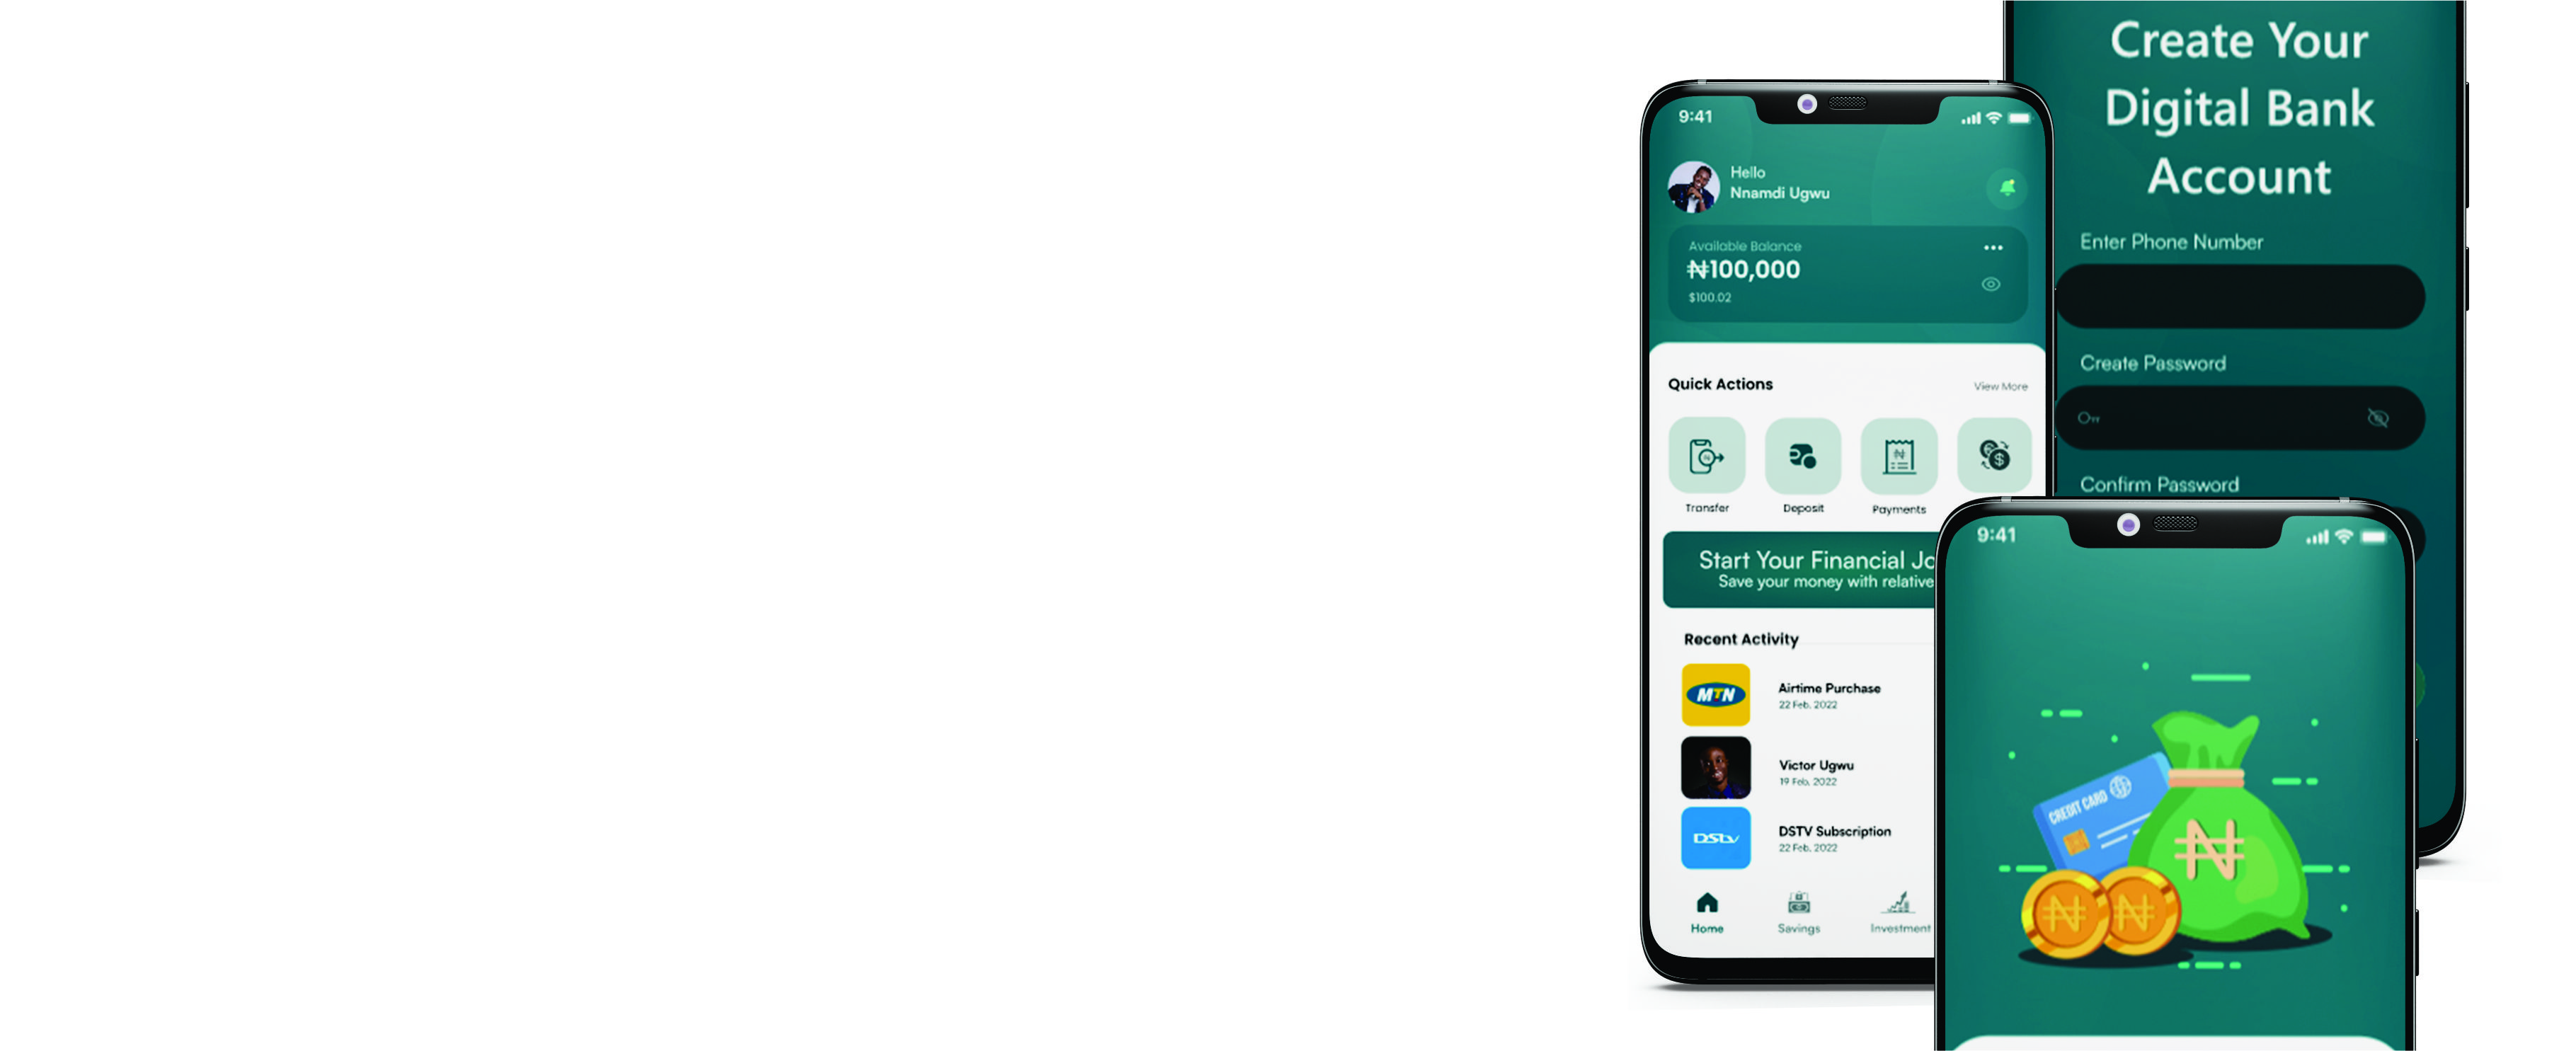 9:41
Hello
Nnamdi Ugwu
Available Balance
₦100,000
$100.02
Quick Actions
View More
Transfer
Deposit
Payments
Start Your Financial Jo
Save your money with relative
Recent Activity
MTN
Airtime Purchase
22 Feb, 2022
Victor Ugwu
19 Feb, 2022
DStv
DSTV Subscription
22 Feb, 2022
Home
Savings
Investment
Create Your
Digital Bank
Account
Enter Phone Number
Create Password
Confirm Password
9:41
CREDIT CARD
₦
₦ ₦